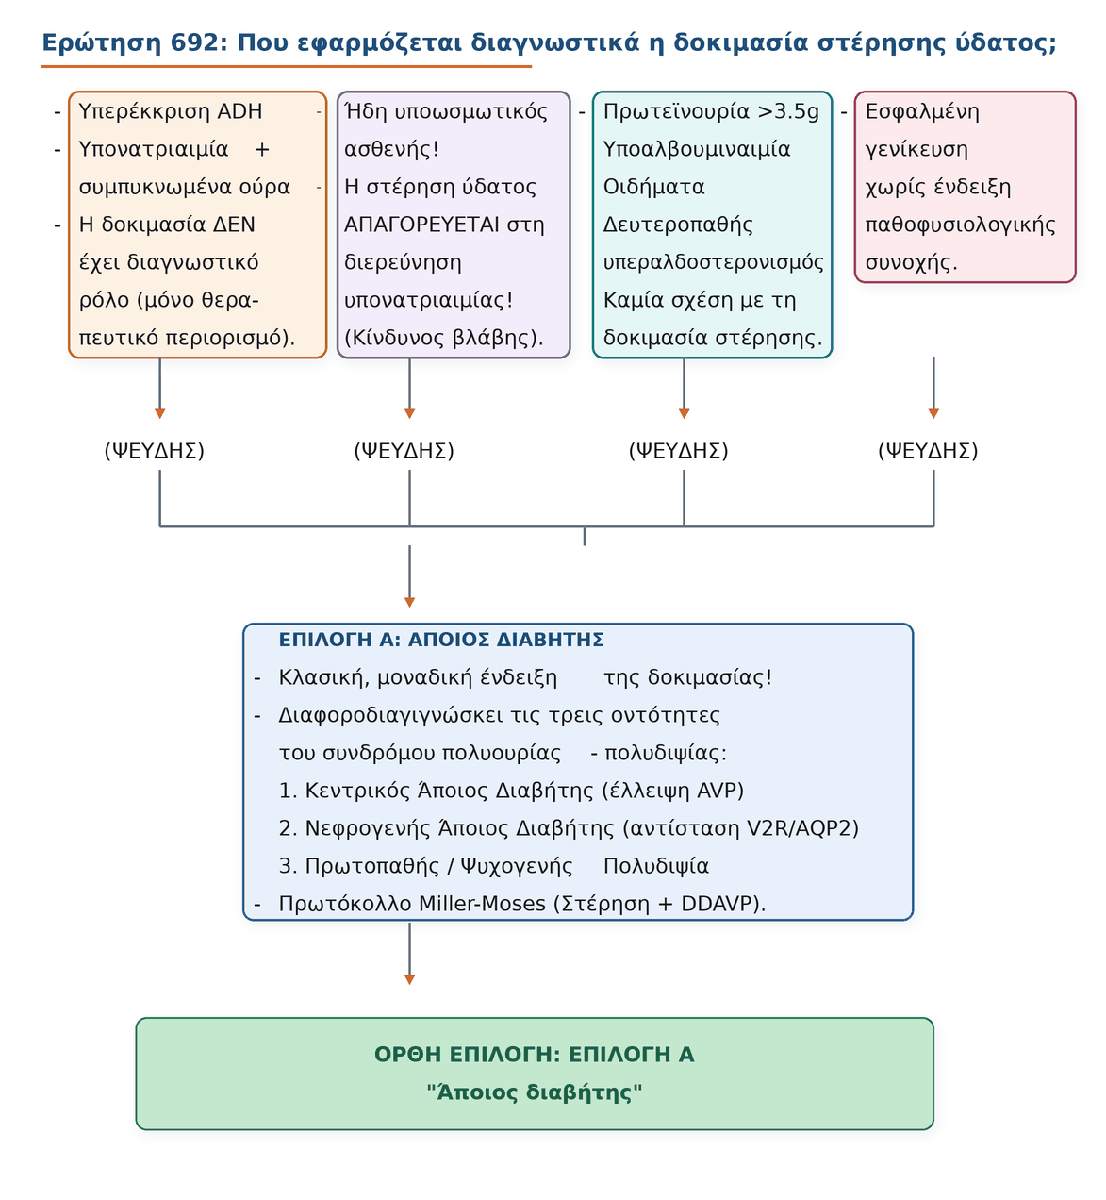 Ερώτηση 692: Που εφαρμόζεται διαγνωστικά η δοκιμασία στέρησης ύδατος;
- Υπερέκκριση ADH
- Υπονατριαιμία +
συμπυκνωμένα ούρα
- Η δοκιμασία ΔΕΝ
έχει διαγνωστικό
ρόλο (μόνο θερα-
πευτικό περιορισμό).
- Ήδη υποωσμωτικός
ασθενής!
- Η στέρηση ύδατος
ΑΠΑΓΟΡΕΥΕΤΑΙ στη
διερεύνηση
υπονατριαιμίας!
(Κίνδυνος βλάβης).
- Πρωτεϊνουρία >3.5g
Υποαλβουμιναιμία
Οιδήματα
Δευτεροπαθής
υπεραλδοστερονισμός
Καμία σχέση με τη
δοκιμασία στέρησης.
- Εσφαλμένη
γενίκευση
χωρίς ένδειξη
παθοφυσιολογικής
συνοχής.
(ΨΕΥΔΗΣ)
(ΨΕΥΔΗΣ)
(ΨΕΥΔΗΣ)
(ΨΕΥΔΗΣ)
ΕΠΙΛΟΓΗ Α: ΑΠΟΙΟΣ ΔΙΑΒΗΤΗΣ
- Κλασική, μοναδική ένδειξη της δοκιμασίας!
- Διαφοροδιαγιγνώσκει τις τρεις οντότητες
του συνδρόμου πολυουρίας - πολυδιψίας:
1. Κεντρικός Άποιος Διαβήτης (έλλειψη AVP)
2. Νεφρογενής Άποιος Διαβήτης (αντίσταση V2R/AQP2)
3. Πρωτοπαθής / Ψυχογενής Πολυδιψία
- Πρωτόκολλο Miller-Moses (Στέρηση + DDAVP).
ΟΡΘΗ ΕΠΙΛΟΓΗ: ΕΠΙΛΟΓΗ Α
"Άποιος διαβήτης"